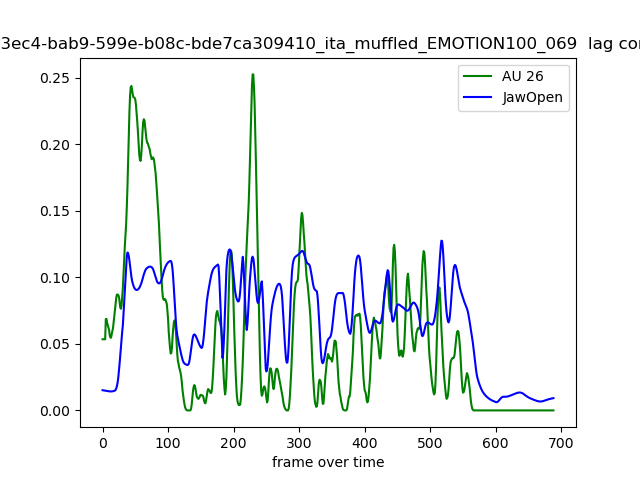 3ec4-bab9-599e-b08c-bde7ca309410_ita_muffled_EMOTION100_069 lag cor
AU 26
JawOpen
0.25
0.20
0.15
0.10
0.05
0.00
0 100 200 300 400 500 600 700
frame over time